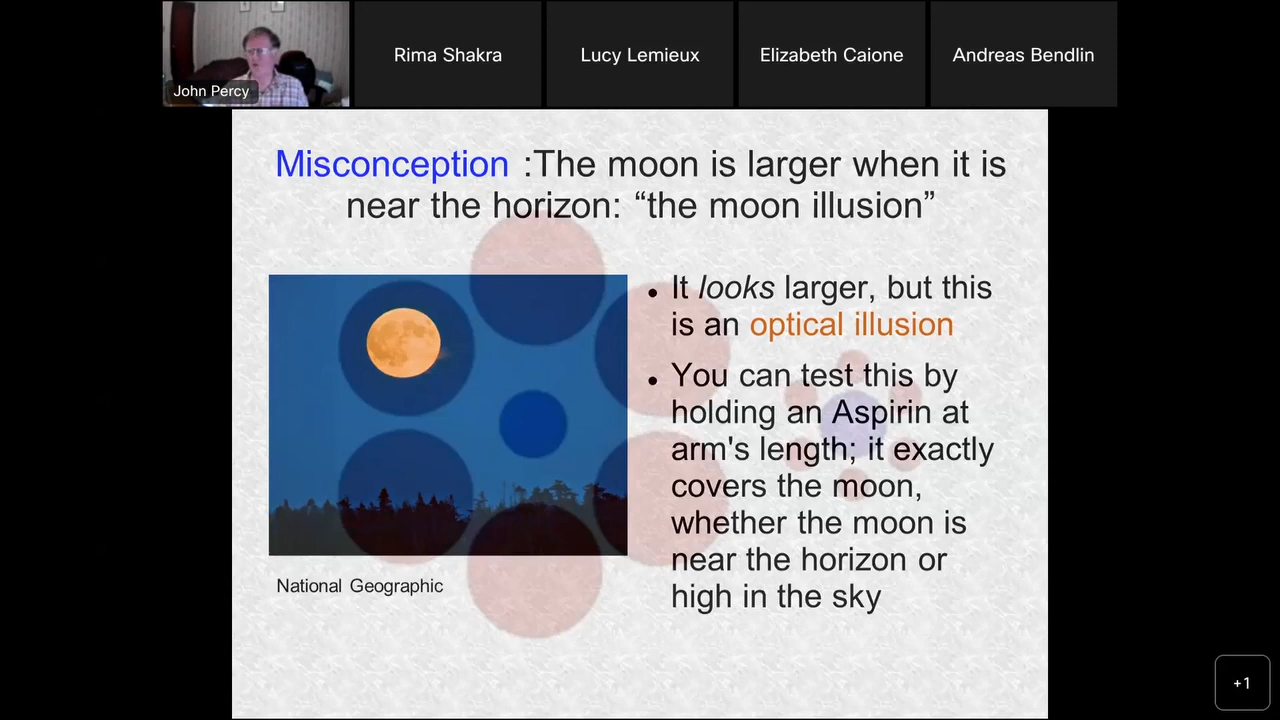 Rima Shakra
Lucy Lemieux
Elizabeth Caione
Andreas Bendlin
John Percy
Misconception :The moon is larger when it is
near the horizon: “the moon illusion”
• It looks larger, but this
is an optical illusion
• You can test this by
holding an Aspirin at
arm's length; it exactly
covers the moon,
whether the moon is
near the horizon or
high in the sky
National Geographic
+1